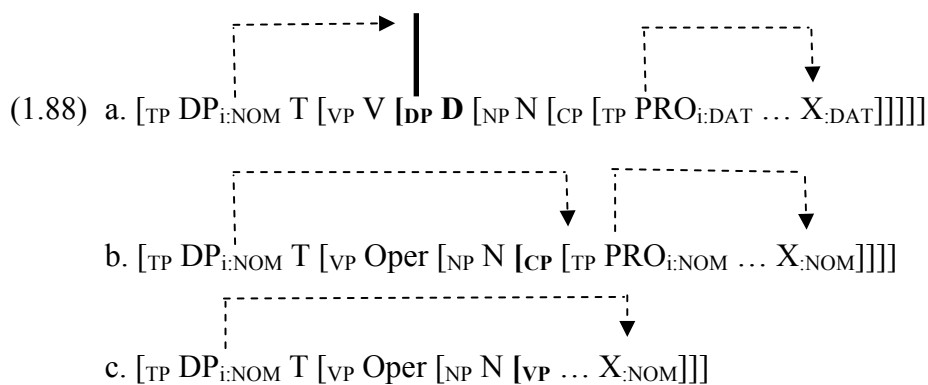 (1.88) a. [TP DPi:NOM T [VP V [DP D [NP N [CP [TP PROi:DAT … X:DAT]]]]]
b. [TP DPi:NOM T [VP Oper [NP N [CP [TP PROi:NOM … X:NOM]]]]
c. [TP DPi:NOM T [VP Oper [NP N [VP … X:NOM]]]